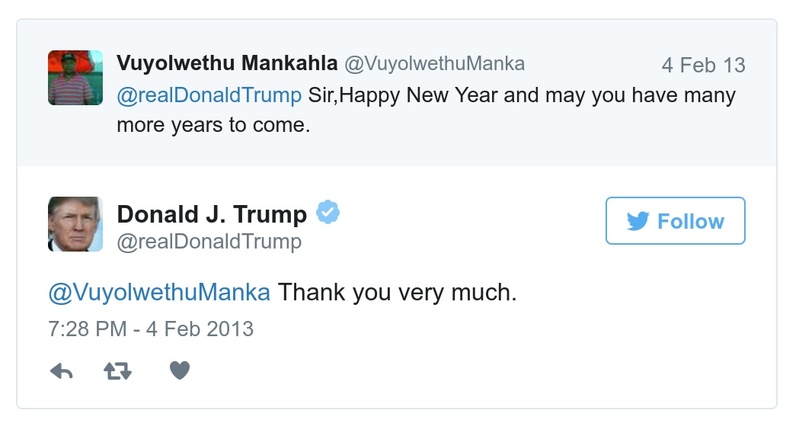 Vuyolwethu Mankahla @VuyolwethuManka 4 Feb 13
@realDonaldTrump Sir,Happy New Year and may you have many
more years to come.
Donald J. Trump
@realDonaldTrump
Follow
@VuyolwethuManka Thank you very much.
7:28 PM - 4 Feb 2013